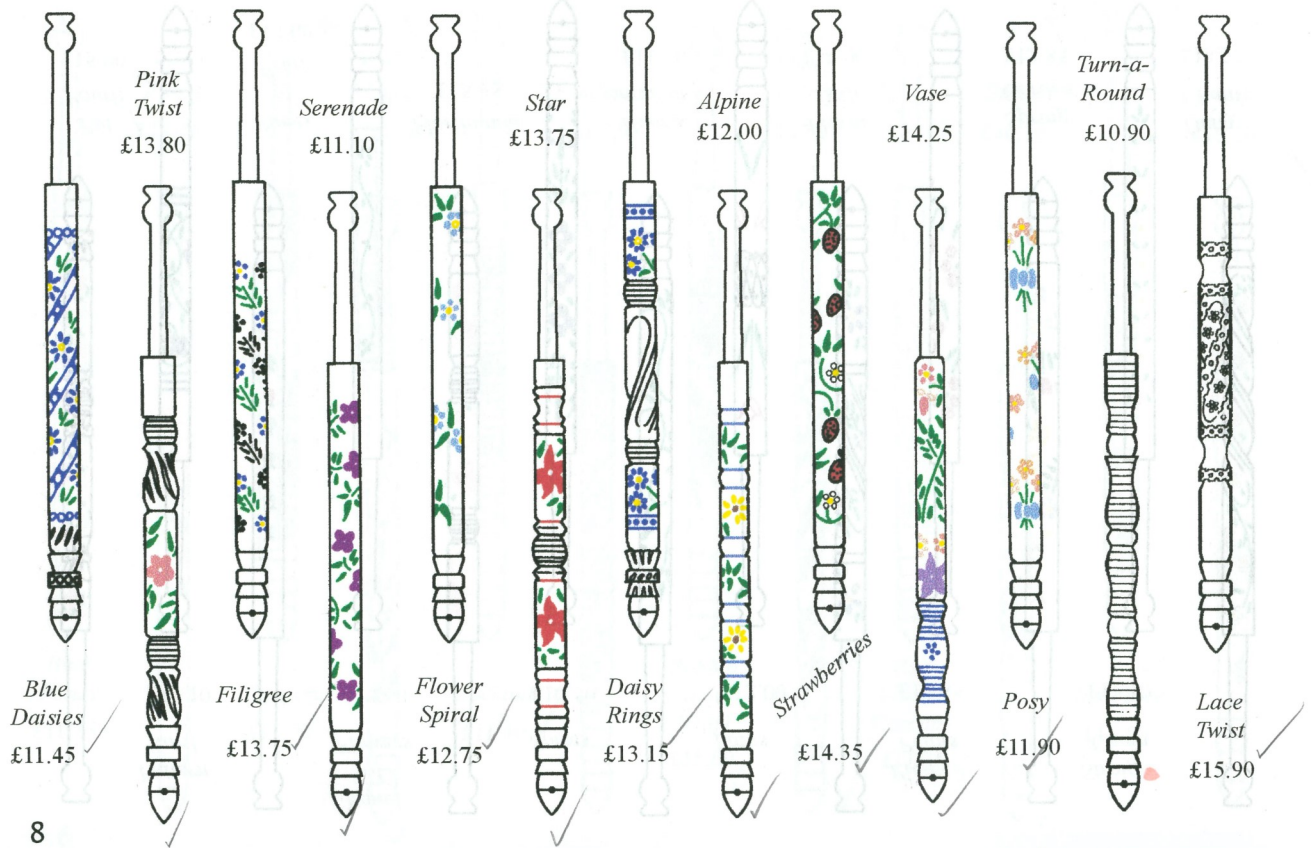 Pink
Twist
£13.80
Serenade
£11.10
Star
£13.75
Alpine
£12.00
Vase
£14.25
Turn-a-
Round
£10.90
Blue
Daisies
£11.45
Filigree
£13.75
Flower
Spiral
£12.75
Daisy
Rings
£13.15
Strawberries
£14.35
Posy
£11.90
Lace
Twist
£15.90
8